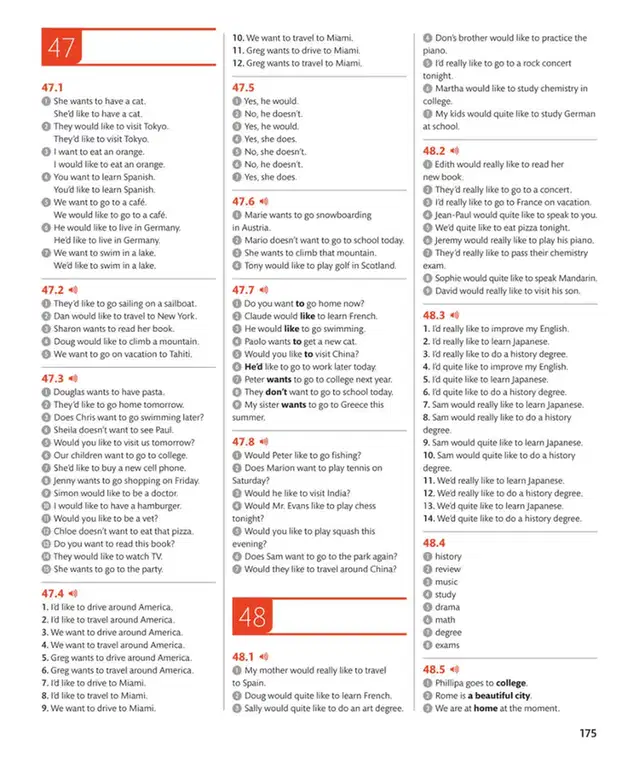 47
47.1
1 She wants to have a cat.
She'd like to have a cat.
2 They would like to visit Tokyo.
They'd like to visit Tokyo.
3 I want to eat an orange.
I would like to eat an orange.
4 You want to learn Spanish.
You'd like to learn Spanish.
5 We want to go to a café.
We would like to go to a café.
6 He would like to live in Germany.
He'd like to live in Germany.
7 We want to swim in a lake.
We'd like to swim in a lake.
47.2
1 They'd like to go sailing on a sailboat.
2 Dan would like to travel to New York.
3 Sharon wants to read her book.
4 Doug would like to climb a mountain.
5 We want to go on vacation to Tahiti.
47.3
1 Douglas wants to have pasta.
2 They'd like to go home tomorrow.
3 Does Chris want to go swimming later?
4 Sheila doesn't want to see Paul.
5 Would you like to visit us tomorrow?
6 Our children want to go to college.
7 She'd like to buy a new cell phone.
8 Jenny wants to go shopping on Friday.
9 Simon would like to be a doctor.
10 I would like to have a hamburger.
11 Would you like to be a vet?
12 Chloe doesn't want to eat that pizza.
13 Do you want to read this book?
14 They would like to watch TV.
15 She wants to go to the party.
47.4
1. I'd like to drive around America.
2. I'd like to travel around America.
3. We want to drive around America.
4. We want to travel around America.
5. Greg wants to drive around America.
6. Greg wants to travel around America.
7. I'd like to drive to Miami.
8. I'd like to travel to Miami.
9. We want to drive to Miami.
10. We want to travel to Miami.
11. Greg wants to drive to Miami.
12. Greg wants to travel to Miami.
47.5
1 Yes, he would.
2 No, he doesn't.
3 Yes, he would.
4 Yes, she does.
5 No, she doesn't.
6 No, he doesn't.
7 Yes, she does.
47.6
1 Marie wants to go snowboarding
in Austria.
2 Mario doesn't want to go to school today.
3 She wants to climb that mountain.
4 Tony would like to play golf in Scotland.
47.7
1 Do you want to go home now?
2 Claude would like to learn French.
3 He would like to go swimming.
4 Paolo wants to get a new cat.
5 Would you like to visit China?
6 He'd like to go to work later today.
7 Peter wants to go to college next year.
8 They don't want to go to school today.
9 My sister wants to go to Greece this
summer.
47.8
1 Would Peter like to go fishing?
2 Does Marion want to play tennis on
Saturday?
3 Would he like to visit India?
4 Would Mr. Evans like to play chess
tonight?
5 Would you like to play squash this
evening?
6 Does Sam want to go to the park again?
7 Would they like to travel around China?
48
48.1
1 My mother would really like to travel
to Spain.
2 Doug would quite like to learn French.
3 Sally would quite like to do an art degree.
4 Don's brother would like to practice the
piano.
5 I'd really like to go to a rock concert
tonight.
6 Martha would like to study chemistry in
college.
7 My kids would quite like to study German
at school.
48.2
1 Edith would really like to read her
new book.
2 They'd really like to go to a concert.
3 I'd really like to go to France on vacation.
4 Jean-Paul would quite like to speak to you.
5 We'd quite like to eat pizza tonight.
6 Jeremy would really like to play his piano.
7 They'd really like to pass their chemistry
exam.
8 Sophie would quite like to speak Mandarin.
9 David would really like to visit his son.
48.3
1. I'd really like to improve my English.
2. I'd really like to learn Japanese.
3. I'd really like to do a history degree.
4. I'd quite like to improve my English.
5. I'd quite like to learn Japanese.
6. I'd quite like to do a history degree.
7. Sam would really like to learn Japanese.
8. Sam would really like to do a history
degree.
9. Sam would quite like to learn Japanese.
10. Sam would quite like to do a history
degree.
11. We'd really like to learn Japanese.
12. We'd really like to do a history degree.
13. We'd quite like to learn Japanese.
14. We'd quite like to do a history degree.
48.4
1 history
2 review
3 music
4 study
5 drama
6 math
7 degree
8 exams
48.5
1 Phillipa goes to college.
2 Rome is a beautiful city.
3 We are at home at the moment.
175